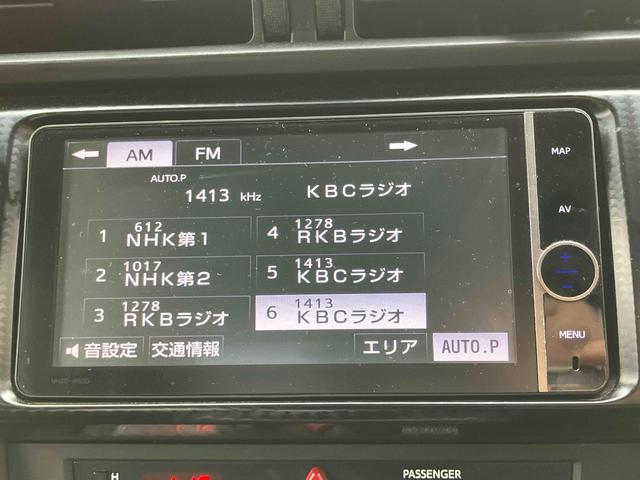 AM FM
AUTO.P
1413 kHz KBCラジオ
1 612 NHK第1
4 1278 RKBラジオ
2 1017 NHK第2
5 1413 KBCラジオ
3 1278 RKBラジオ
6 1413 KBCラジオ
音設定 交通情報 エリア AUTO.P
MAP
AV
+
−
MENU
H
PASSENGER